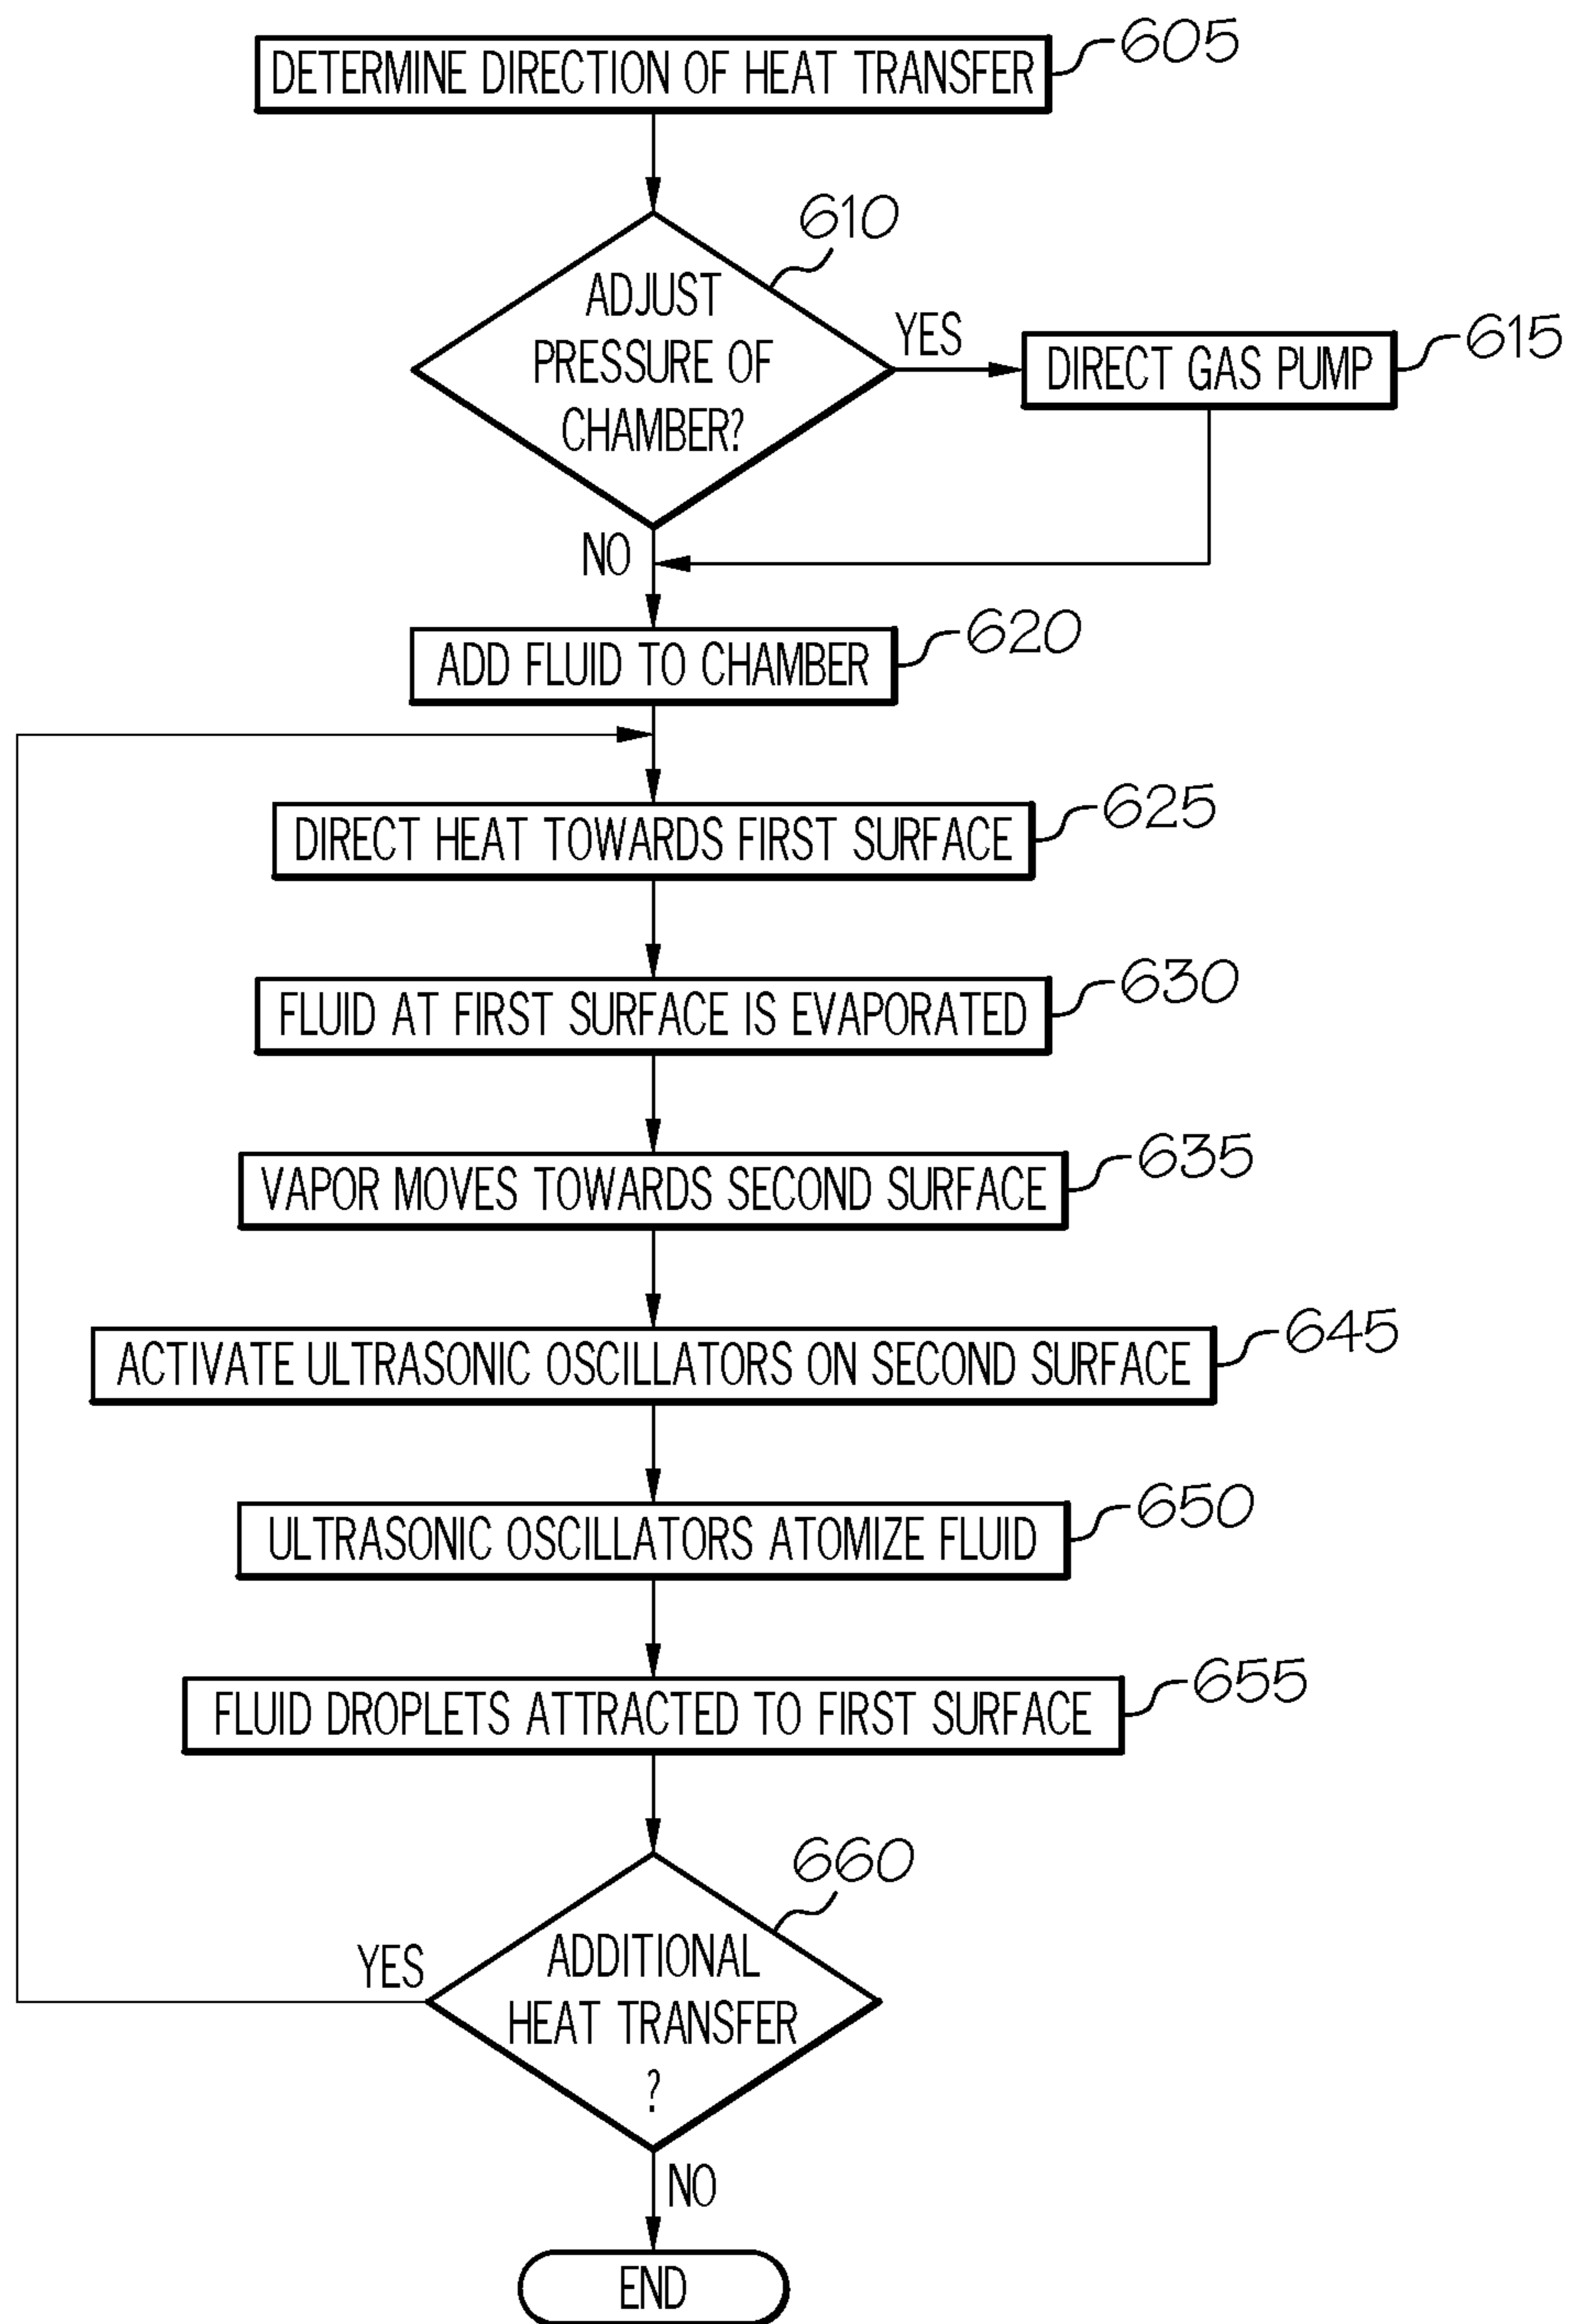 DETERMINE DIRECTION OF HEAT TRANSFER
605
610
ADJUST
PRESSURE OF
CHAMBER?
YES
DIRECT GAS PUMP
615
NO
ADD FLUID TO CHAMBER
620
DIRECT HEAT TOWARDS FIRST SURFACE
625
FLUID AT FIRST SURFACE IS EVAPORATED
630
VAPOR MOVES TOWARDS SECOND SURFACE
635
ACTIVATE ULTRASONIC OSCILLATORS ON SECOND SURFACE
645
ULTRASONIC OSCILLATORS ATOMIZE FLUID
650
FLUID DROPLETS ATTRACTED TO FIRST SURFACE
655
660
YES
ADDITIONAL
HEAT TRANSFER
?
NO
END